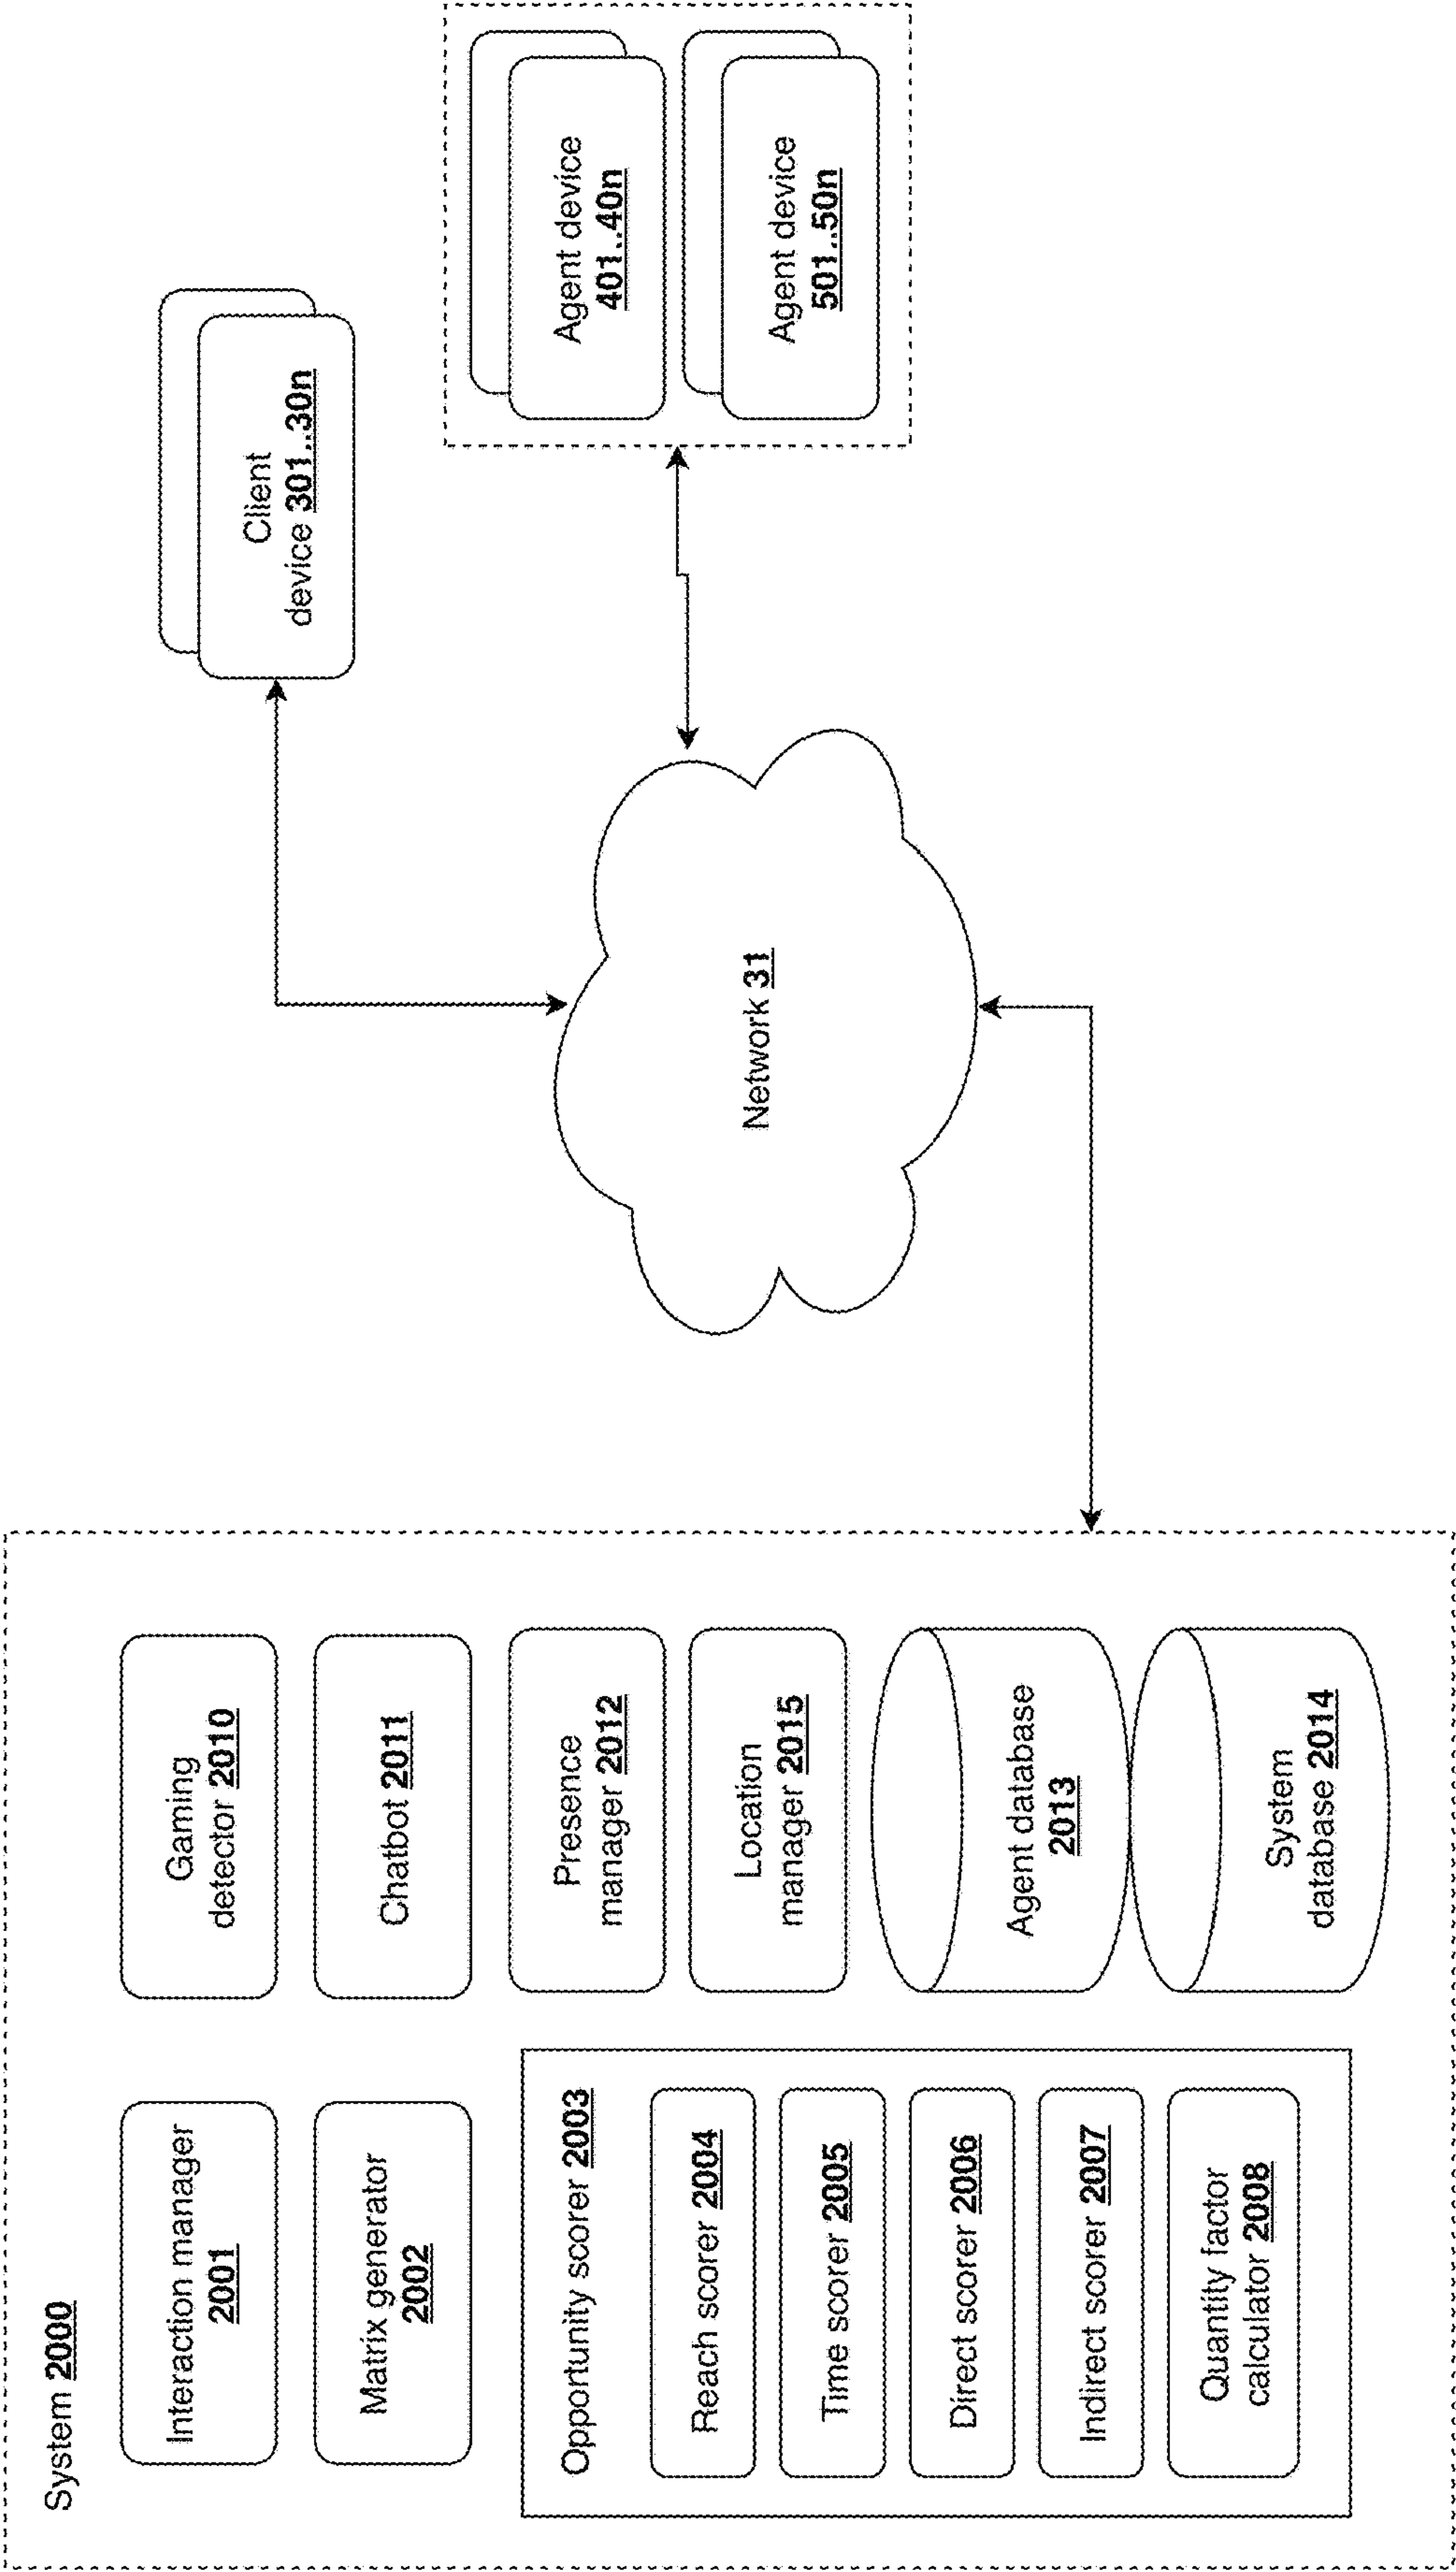 System 2000
Interaction manager
2001
Matrix generator
2002
Opportunity scorer 2003
Reach scorer 2004
Time scorer 2005
Direct scorer 2006
Indirect scorer 2007
Quantity factor
calculator 2008
Gaming
detector 2010
Chatbot 2011
Presence
manager 2012
Location
manager 2015
Agent database
2013
System
database 2014
Network 31
Client
device 301..30n
Agent device
401..40n
Agent device
501..50n